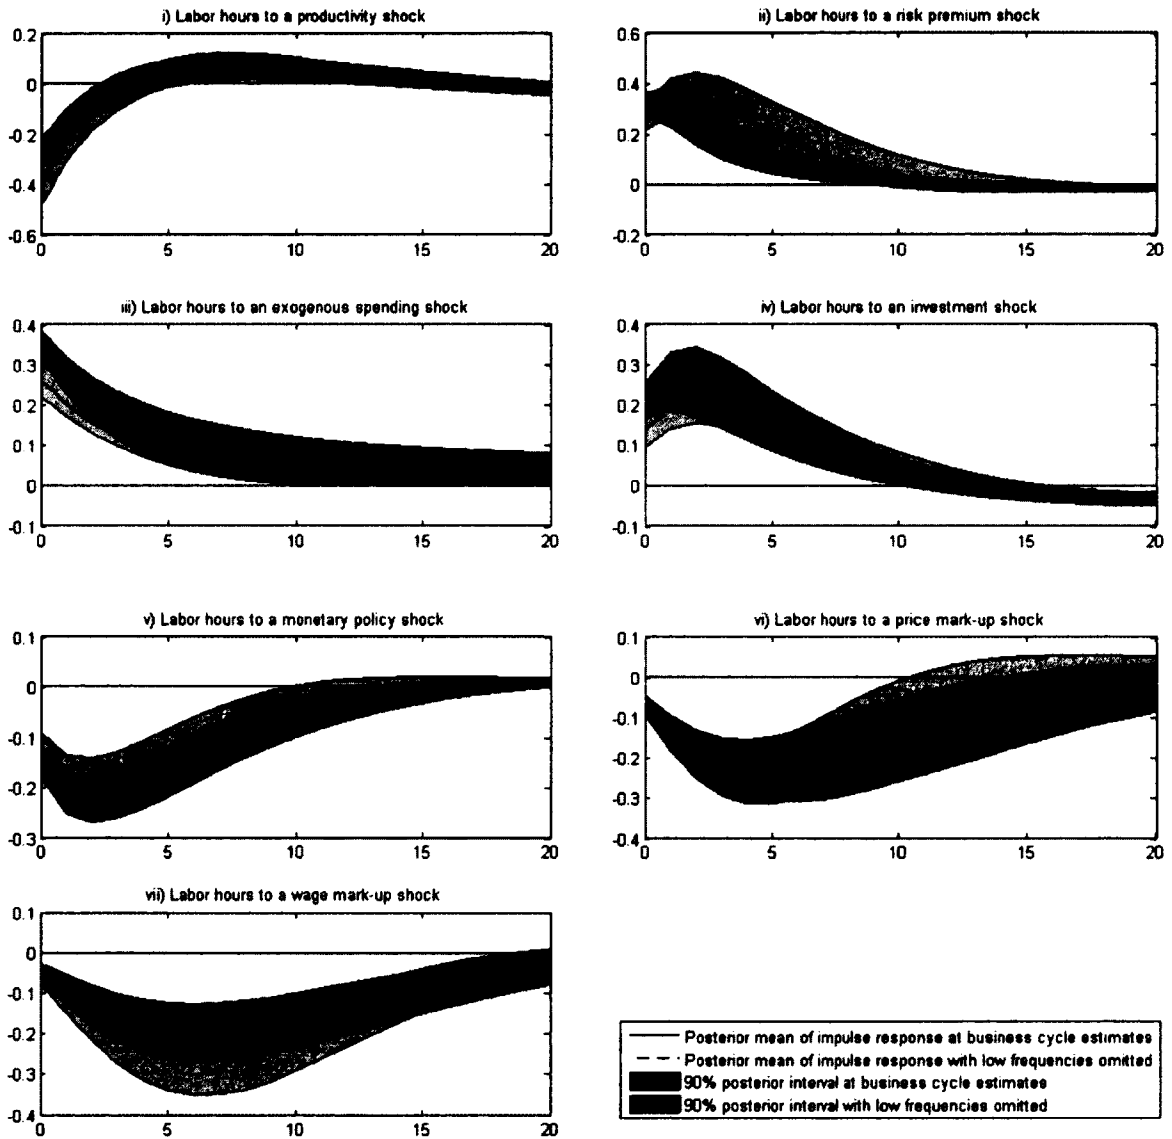 i) Labor hours to a productivity shock
0.2
0
-0.2
-0.4
-0.6
0 5 10 15 20
ii) Labor hours to a risk premium shock
0.6
0.4
0.2
0
-0.2
0 5 10 15 20
iii) Labor hours to an exogenous spending shock
0.4
0.3
0.2
0.1
0
-0.1
0 5 10 15 20
iv) Labor hours to an investment shock
0.4
0.3
0.2
0.1
0
-0.1
0 5 10 15 20
v) Labor hours to a monetary policy shock
0.1
0
-0.1
-0.2
-0.3
0 5 10 15 20
vi) Labor hours to a price mark-up shock
0.1
0
-0.1
-0.2
-0.3
-0.4
0 5 10 15 20
vii) Labor hours to a wage mark-up shock
0.1
0
-0.1
-0.2
-0.3
-0.4
0 5 10 15 20
Posterior mean of impulse response at business cycle estimates
Posterior mean of impulse response with low frequencies omitted
90% posterior interval at business cycle estimates
90% posterior interval with low frequencies omitted